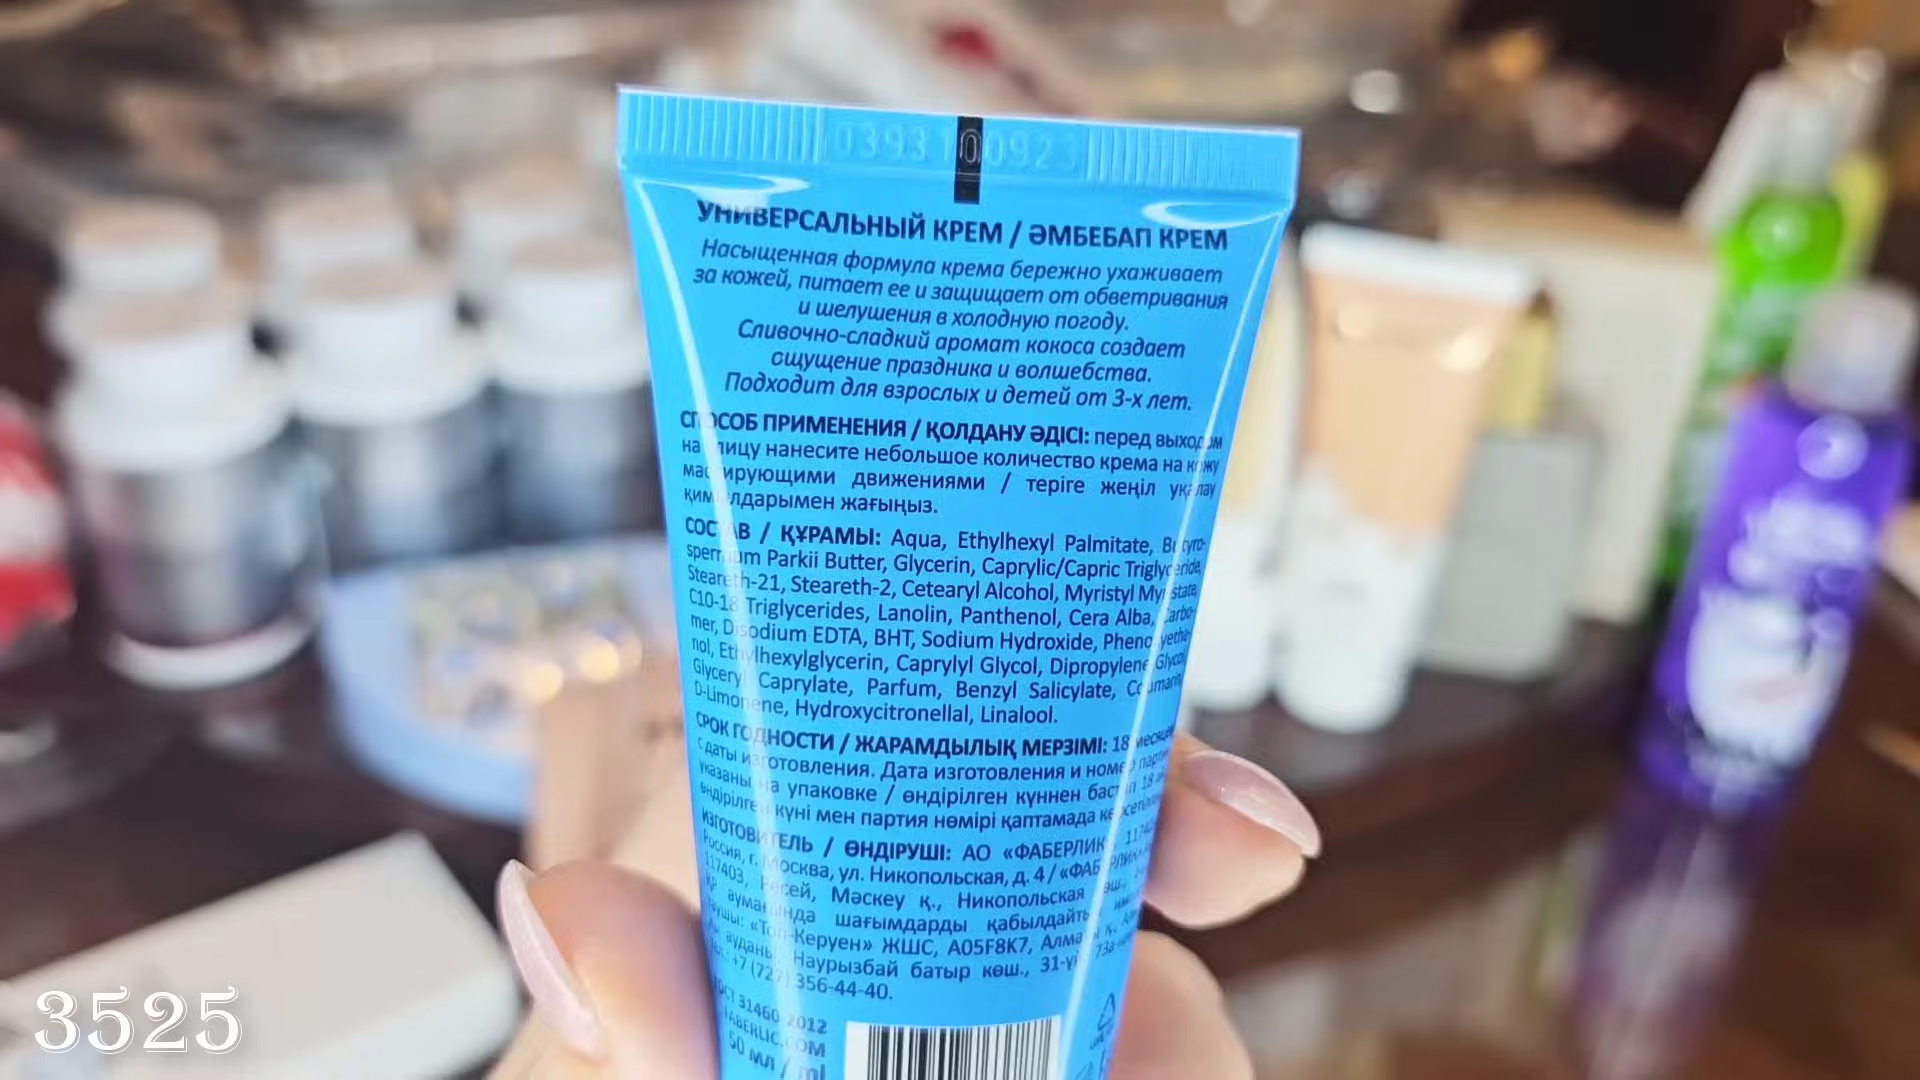 0393 0 092
УНИВЕРСАЛЬНЫЙ КРЕМ / ӘМБЕБАП КРЕМ
Насыщенная формула крема бережно ухаживает
за кожей, питает ее и защищает от обветривания
и шелушения в холодную погоду.
Сливочно-сладкий аромат кокоса создает
ощущение праздника и волшебства.
Подходит для взрослых и детей от 3-х лет.
СПОСОБ ПРИМЕНЕНИЯ / ҚОЛДАНУ ӘДІСІ: перед выходом
на улицу нанесите небольшое количество крема на кожу
массирующими движениями / теріге жеңіл уқалау
қимылдарымен жағыңыз.
СОСТАВ / ҚҰРАМЫ: Aqua, Ethylhexyl Palmitate, Butyro-
spermum Parkii Butter, Glycerin, Caprylic/Capric Triglyceride,
Steareth-21, Steareth-2, Cetearyl Alcohol, Myristyl Myristate,
C10-18 Triglycerides, Lanolin, Panthenol, Cera Alba, Carbo-
mer, Disodium EDTA, BHT, Sodium Hydroxide, Phenoxyetha-
nol, Ethylhexylglycerin, Caprylyl Glycol, Dipropylene Glycol,
Glyceryl Caprylate, Parfum, Benzyl Salicylate, Coumarin,
D-Limonene, Hydroxycitronellal, Linalool.
СРОК ГОДНОСТИ / ЖАРАМДЫЛЫҚ МЕРЗІМІ: 18 месяцев
с даты изготовления. Дата изготовления и номер партии
указаны на упаковке / өндірілген күннен бастап 18 ай
өндірілген күні мен партия нөмірі қаптамада көрсетілген
ИЗГОТОВИТЕЛЬ / ӨНДІРУШІ: АО «ФАБЕРЛИК
Россия, г. Москва, ул. Никопольская, д. 4 / «ФАБЕРЛИК»
117403, Ресей, Мәскеу қ., Никопольская көш.,
ҚР аумағында шағымдарды қабылдайтын
«Топ-Керуен» ЖШС, A05F8K7, Алматы қ.,
ауданы, Наурызбай батыр көш., 31-үй,
+7 (727) 356-44-40.
ГОСТ 31460-2012
FABERLIC.COM
50 мл / ml
3525